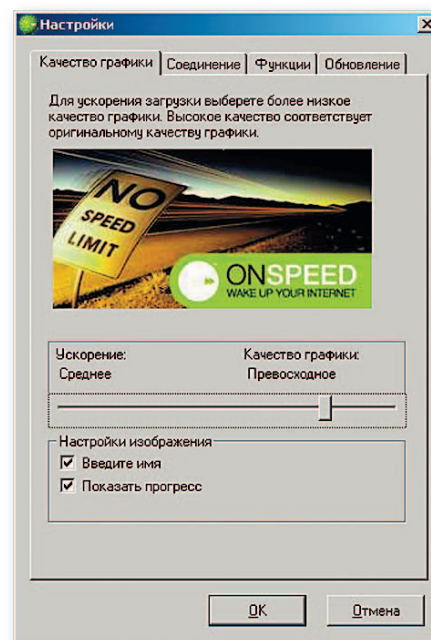 Настройки
Качество графики Соединение Функции Обновление
Для ускорения загрузки выберете более низкое
качество графики. Высокое качество соответствует
оригинальному качеству графики.
NO
SPEED
LIMIT
ONSPEED
WAKE UP YOUR INTERNET
Ускорение: Качество графики:
Среднее Превосходное
Настройки изображения
Введите имя
Показать прогресс
OK Отмена